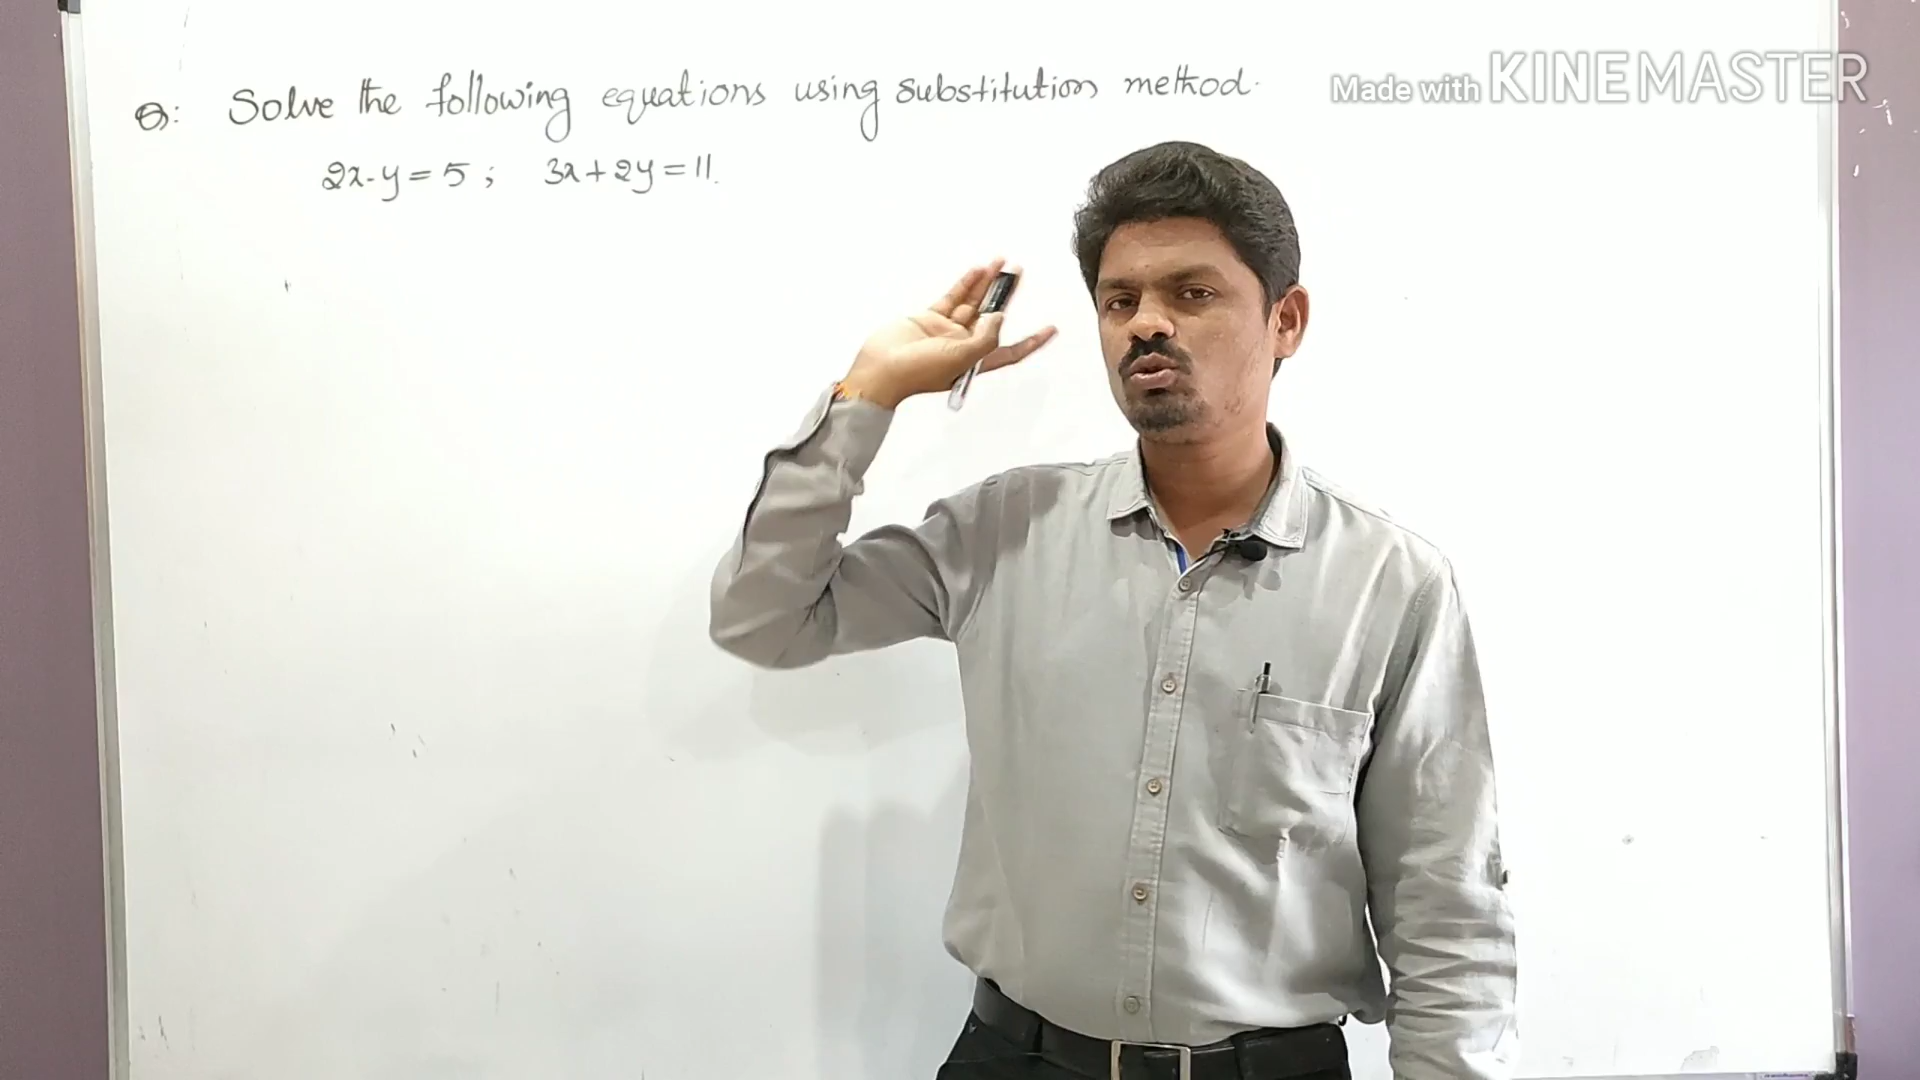 Q: Solve the following equations using substitution method.
2x-y=5; 3x+2y=11.
Made with KINEMASTER